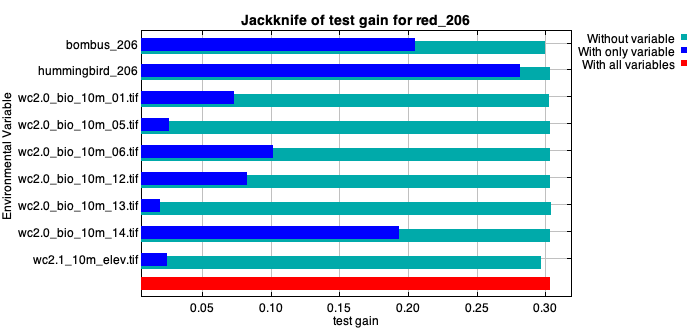 Jackknife of test gain for red_206
Environmental Variable
bombus_206
hummingbird_206
wc2.0_bio_10m_01.tif
wc2.0_bio_10m_05.tif
wc2.0_bio_10m_06.tif
wc2.0_bio_10m_12.tif
wc2.0_bio_10m_13.tif
wc2.0_bio_10m_14.tif
wc2.1_10m_elev.tif
0.05 0.10 0.15 0.20 0.25 0.30
test gain
Without variable
With only variable
With all variables